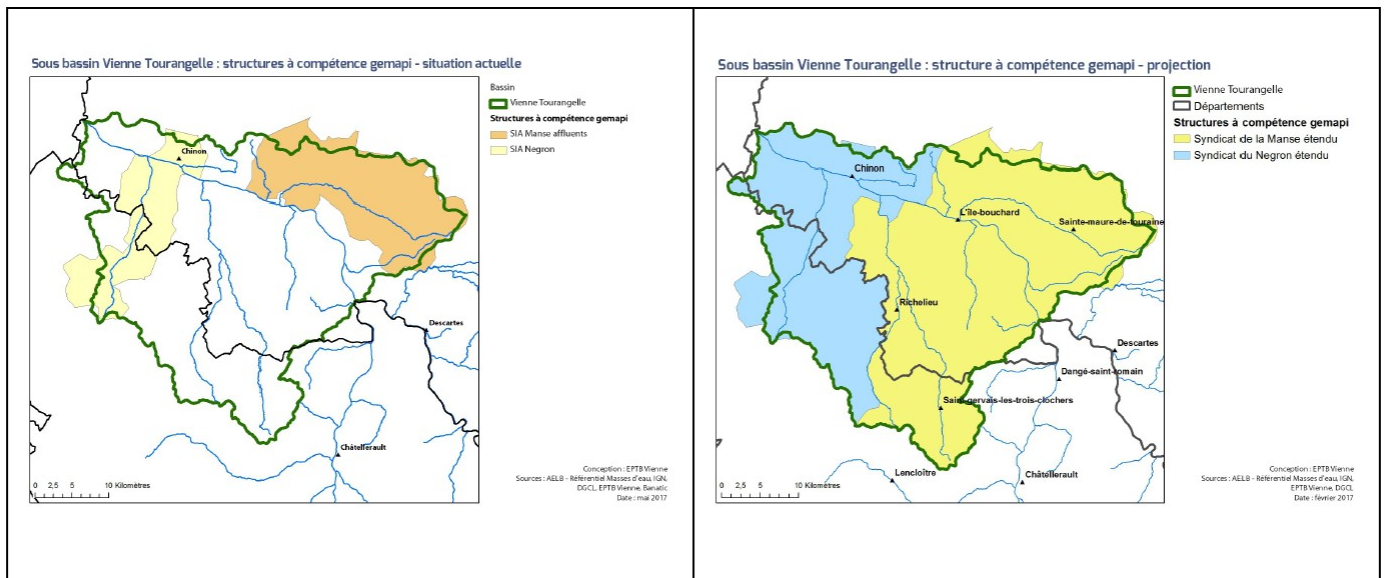 Sous bassin Vienne Tourangelle : structures à compétence gemapi - situation actuelle
Bassin
Vienne Tourangelle
Structures à compétence gemapi
SIA Manse affluents
SIA Negron
Chinon
Descartes
Châtellerault
0 2,5 5 10 Kilomètres
Conception : EPTB Vienne
Sources : AELB - Référentiel Masses d'eau, IGN,
DGCL, EPTB Vienne, Banatic
Date : mai 2017
Sous bassin Vienne Tourangelle : structure à compétence gemapi - projection
Vienne Tourangelle
Départements
Structures à compétence gemapi
Syndicat de la Manse étendu
Syndicat du Negron étendu
Chinon
L'île-bouchard
Sainte-maure-de-touraine
Richelieu
Descartes
Dangé-saint-romain
Saint-gervais-les-trois-clochers
Lencloître
Châtellerault
0 2,5 5 10 Kilomètres
Conception : EPTB Vienne
Sources : AELB - Référentiel Masses d'eau, IGN,
EPTB Vienne, DGCL
Date : février 2017